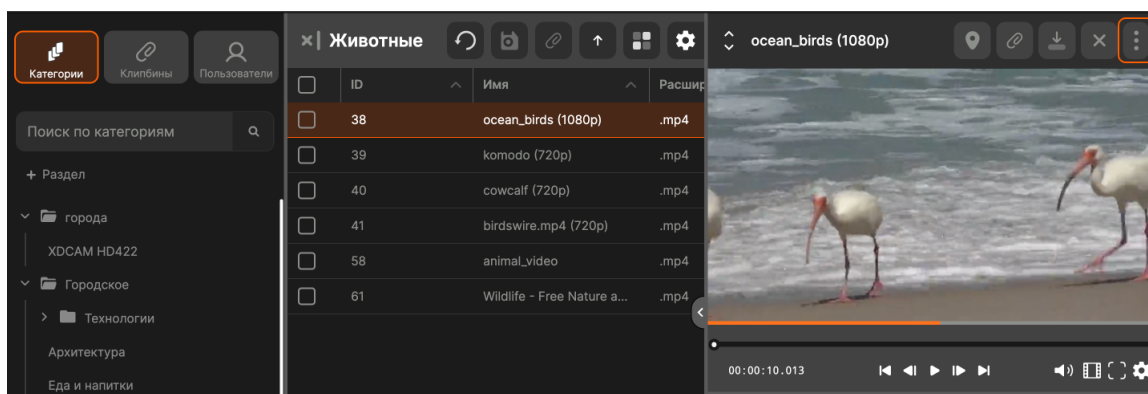 Категории
Клипбины
Пользователи
Поиск по категориям
+ Раздел
города
XDCAM HD422
Городское
Технологии
Архитектура
Еда и напитки
Животные
ID Имя Расшир
38 ocean_birds (1080p) .mp4
39 komodo (720p) .mp4
40 cowcalf (720p) .mp4
41 birdswire.mp4 (720p) .mp4
58 animal_video .mp4
61 Wildlife - Free Nature a... .mp4
ocean_birds (1080p)
00:00:10.013